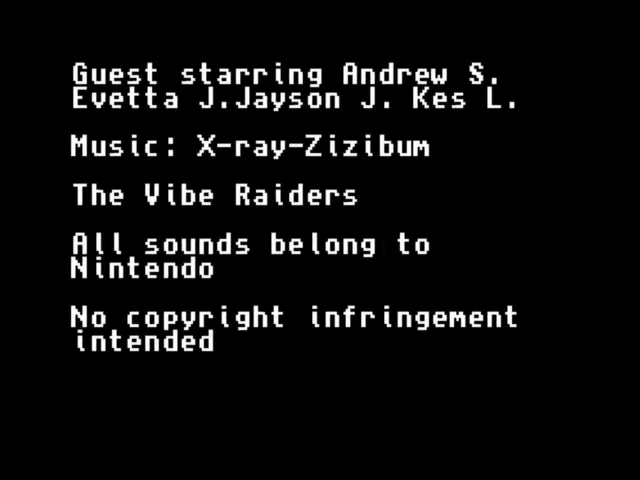 Guest starring Andrew S.
Evetta J.Jayson J. Kes L.
Music: X-ray-Zizibum
The Vibe Raiders
All sounds belong to
Nintendo
No copyright infringement
intended